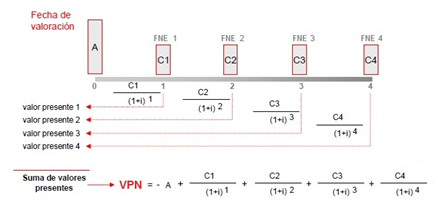 Fecha de
valoración
FNE 1 FNE 2 FNE 3 FNE 4
A
C1 C2 C3 C4
0 1 2 3 4
C1
(1+i) 1
C2
(1+i) 2
C3
(1+i) 3
C4
(1+i) 4
valor presente 1
valor presente 2
valor presente 3
valor presente 4
Suma de valores
presentes
VPN = - A + C1 + C2 + C3 + C4
(1+i) 1 (1+i) 2 (1+i) 3 (1+i) 4